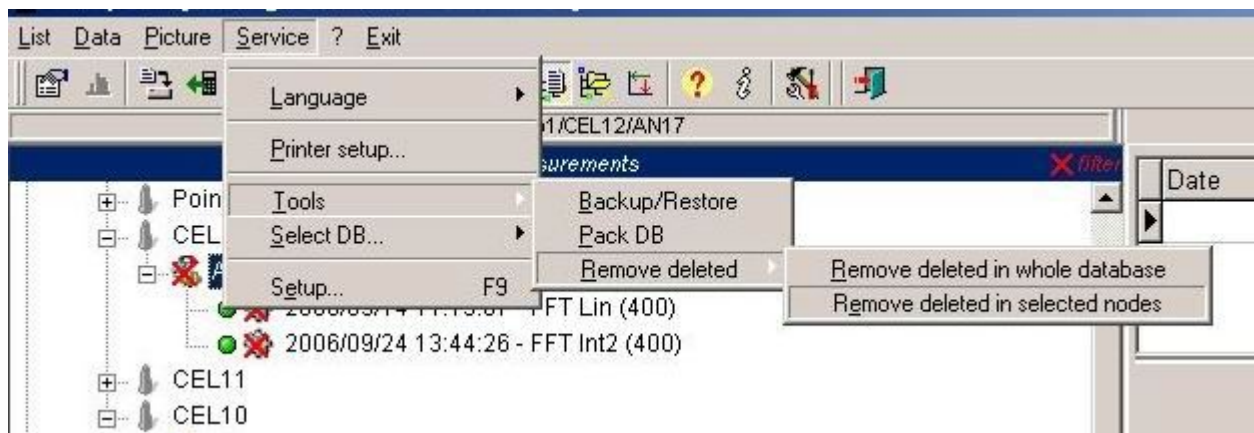 List Data Picture Service ? Exit
Language
1/CEL12/AN17
Printer setup...
surements filter
Date
Poin
Tools
Backup/Restore
CEL
Select DB...
Pack DB
Remove deleted
Remove deleted in whole database
Setup... F9
Remove deleted in selected nodes
FFT Lin (400)
2006/09/24 13:44:26 - FFT Int2 (400)
CEL11
CEL10